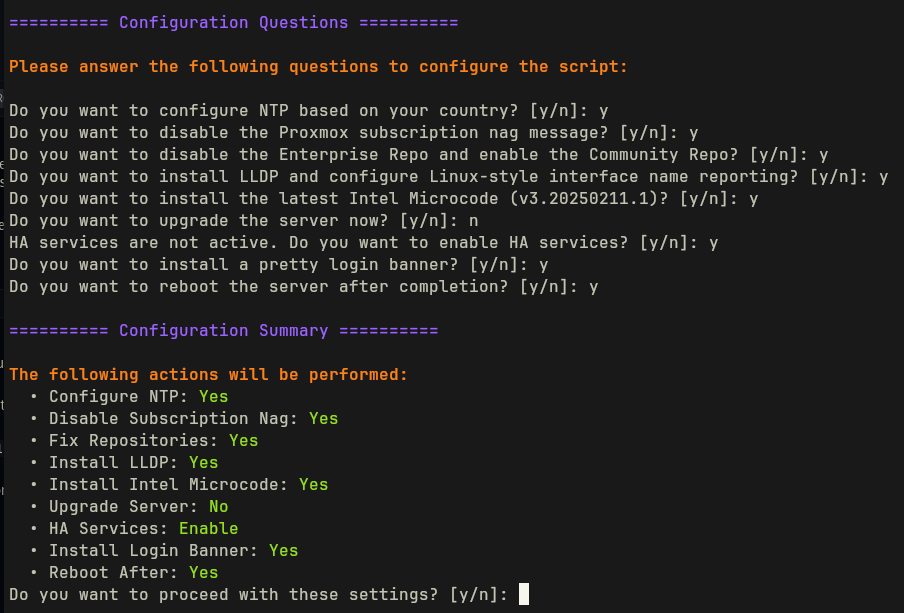 ========== Configuration Questions ==========
Please answer the following questions to configure the script:
Do you want to configure NTP based on your country? [y/n]: y
Do you want to disable the Proxmox subscription nag message? [y/n]: y
Do you want to disable the Enterprise Repo and enable the Community Repo? [y/n]: y
Do you want to install LLDP and configure Linux-style interface name reporting? [y/n]: y
Do you want to install the latest Intel Microcode (v3.20250211.1)? [y/n]: y
Do you want to upgrade the server now? [y/n]: n
HA services are not active. Do you want to enable HA services? [y/n]: y
Do you want to install a pretty login banner? [y/n]: y
Do you want to reboot the server after completion? [y/n]: y
========== Configuration Summary ==========
The following actions will be performed:
• Configure NTP: Yes
• Disable Subscription Nag: Yes
• Fix Repositories: Yes
• Install LLDP: Yes
• Install Intel Microcode: Yes
• Upgrade Server: No
• HA Services: Enable
• Install Login Banner: Yes
• Reboot After: Yes
Do you want to proceed with these settings? [y/n]: